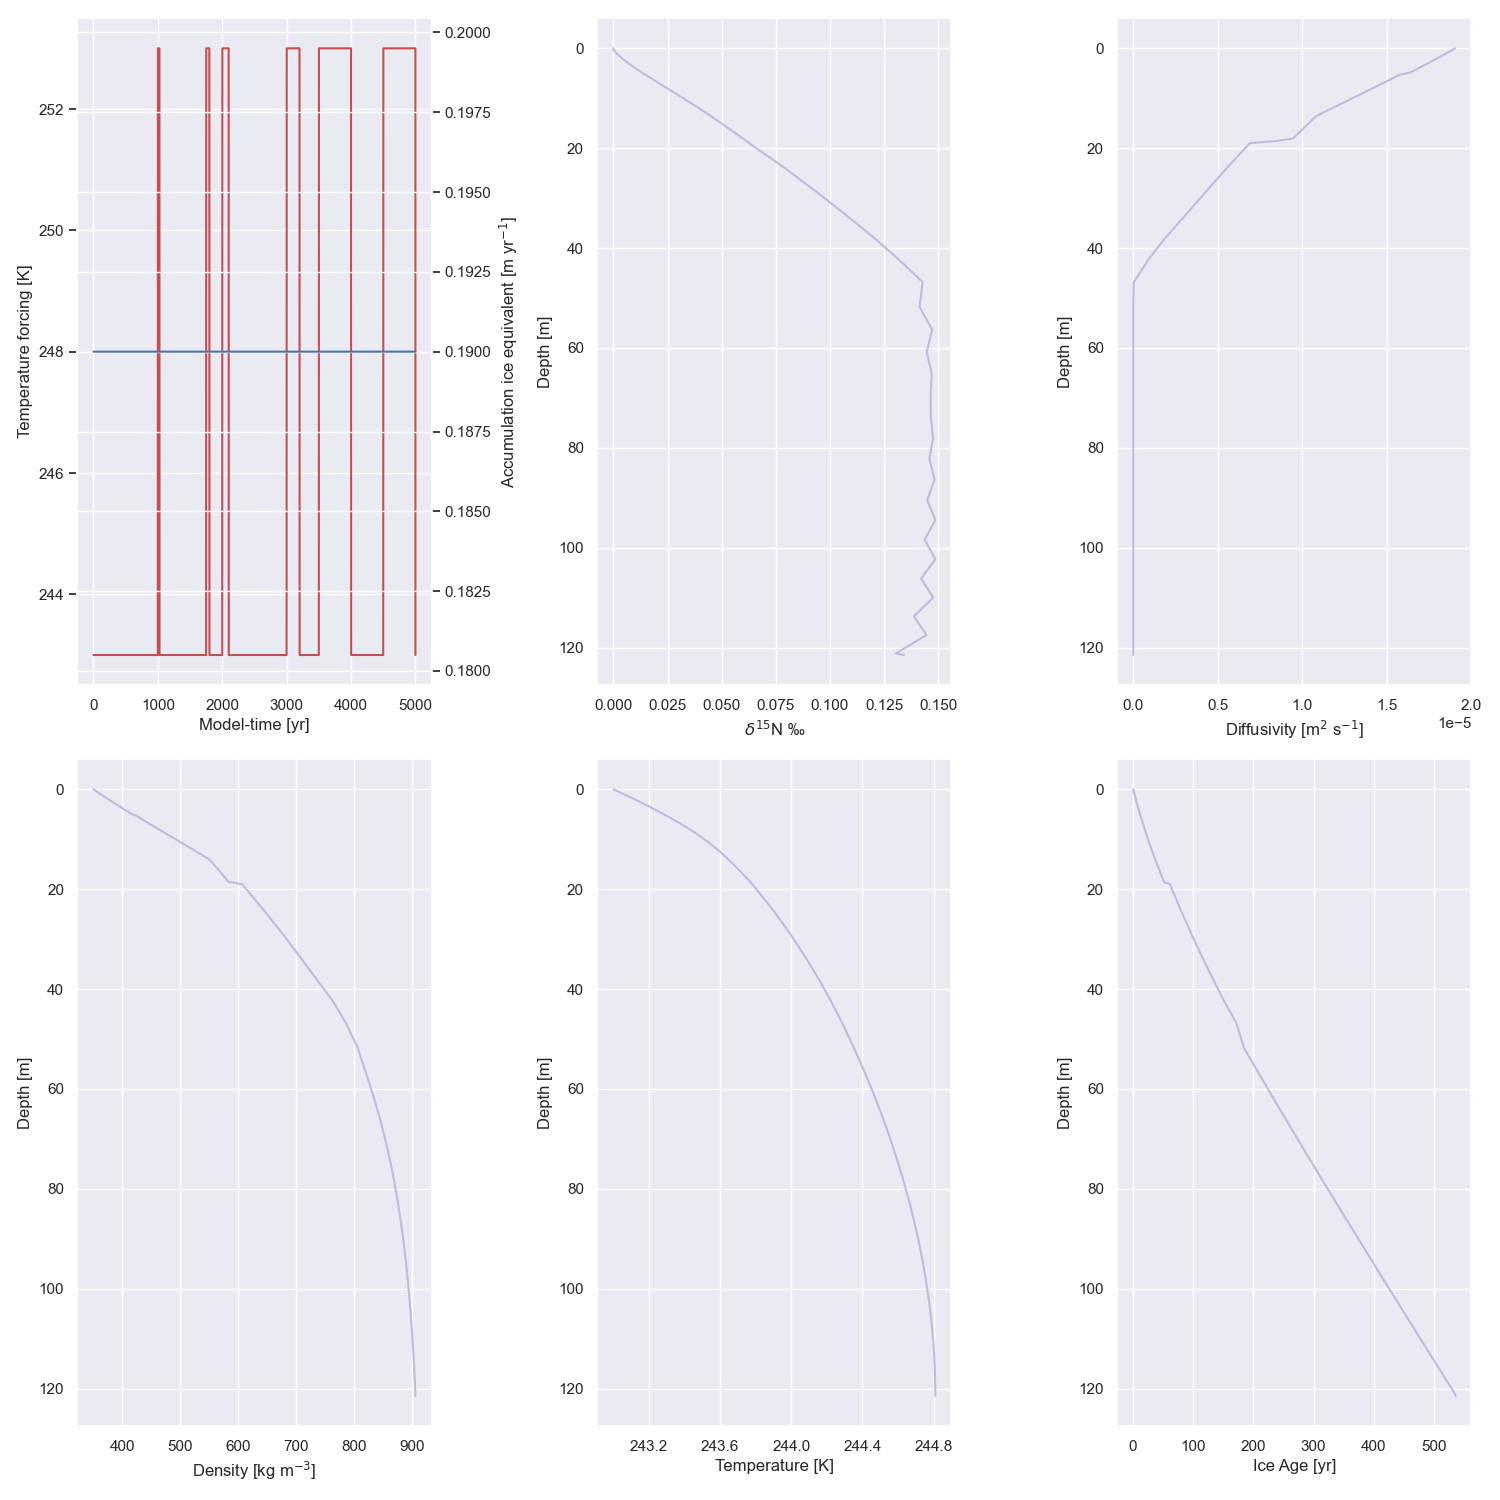 Temperature forcing [K]
252
250
248
246
244
0.2000
0.1975
0.1950
0.1925
0.1900
0.1875
0.1850
0.1825
0.1800
Accumulation ice equivalent [m yr⁻¹]
0 1000 2000 3000 4000 5000
Model-time [yr]
Depth [m]
0
20
40
60
80
100
120
0.000 0.025 0.050 0.075 0.100 0.125 0.150
δ¹⁵N ‰
Depth [m]
0
20
40
60
80
100
120
0.0 0.5 1.0 1.5 2.0
1e−5
Diffusivity [m² s⁻¹]
Depth [m]
0
20
40
60
80
100
120
400 500 600 700 800 900
Density [kg m⁻³]
Depth [m]
0
20
40
60
80
100
120
243.2 243.6 244.0 244.4 244.8
Temperature [K]
Depth [m]
0
20
40
60
80
100
120
0 100 200 300 400 500
Ice Age [yr]